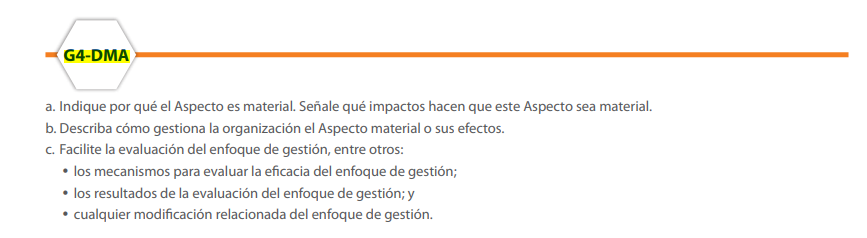 G4-DMA
a. Indique por qué el Aspecto es material. Señale qué impactos hacen que este Aspecto sea material.
b. Describa cómo gestiona la organización el Aspecto material o sus efectos.
c. Facilite la evaluación del enfoque de gestión, entre otros:
• los mecanismos para evaluar la eficacia del enfoque de gestión;
• los resultados de la evaluación del enfoque de gestión; y
• cualquier modificación relacionada del enfoque de gestión.